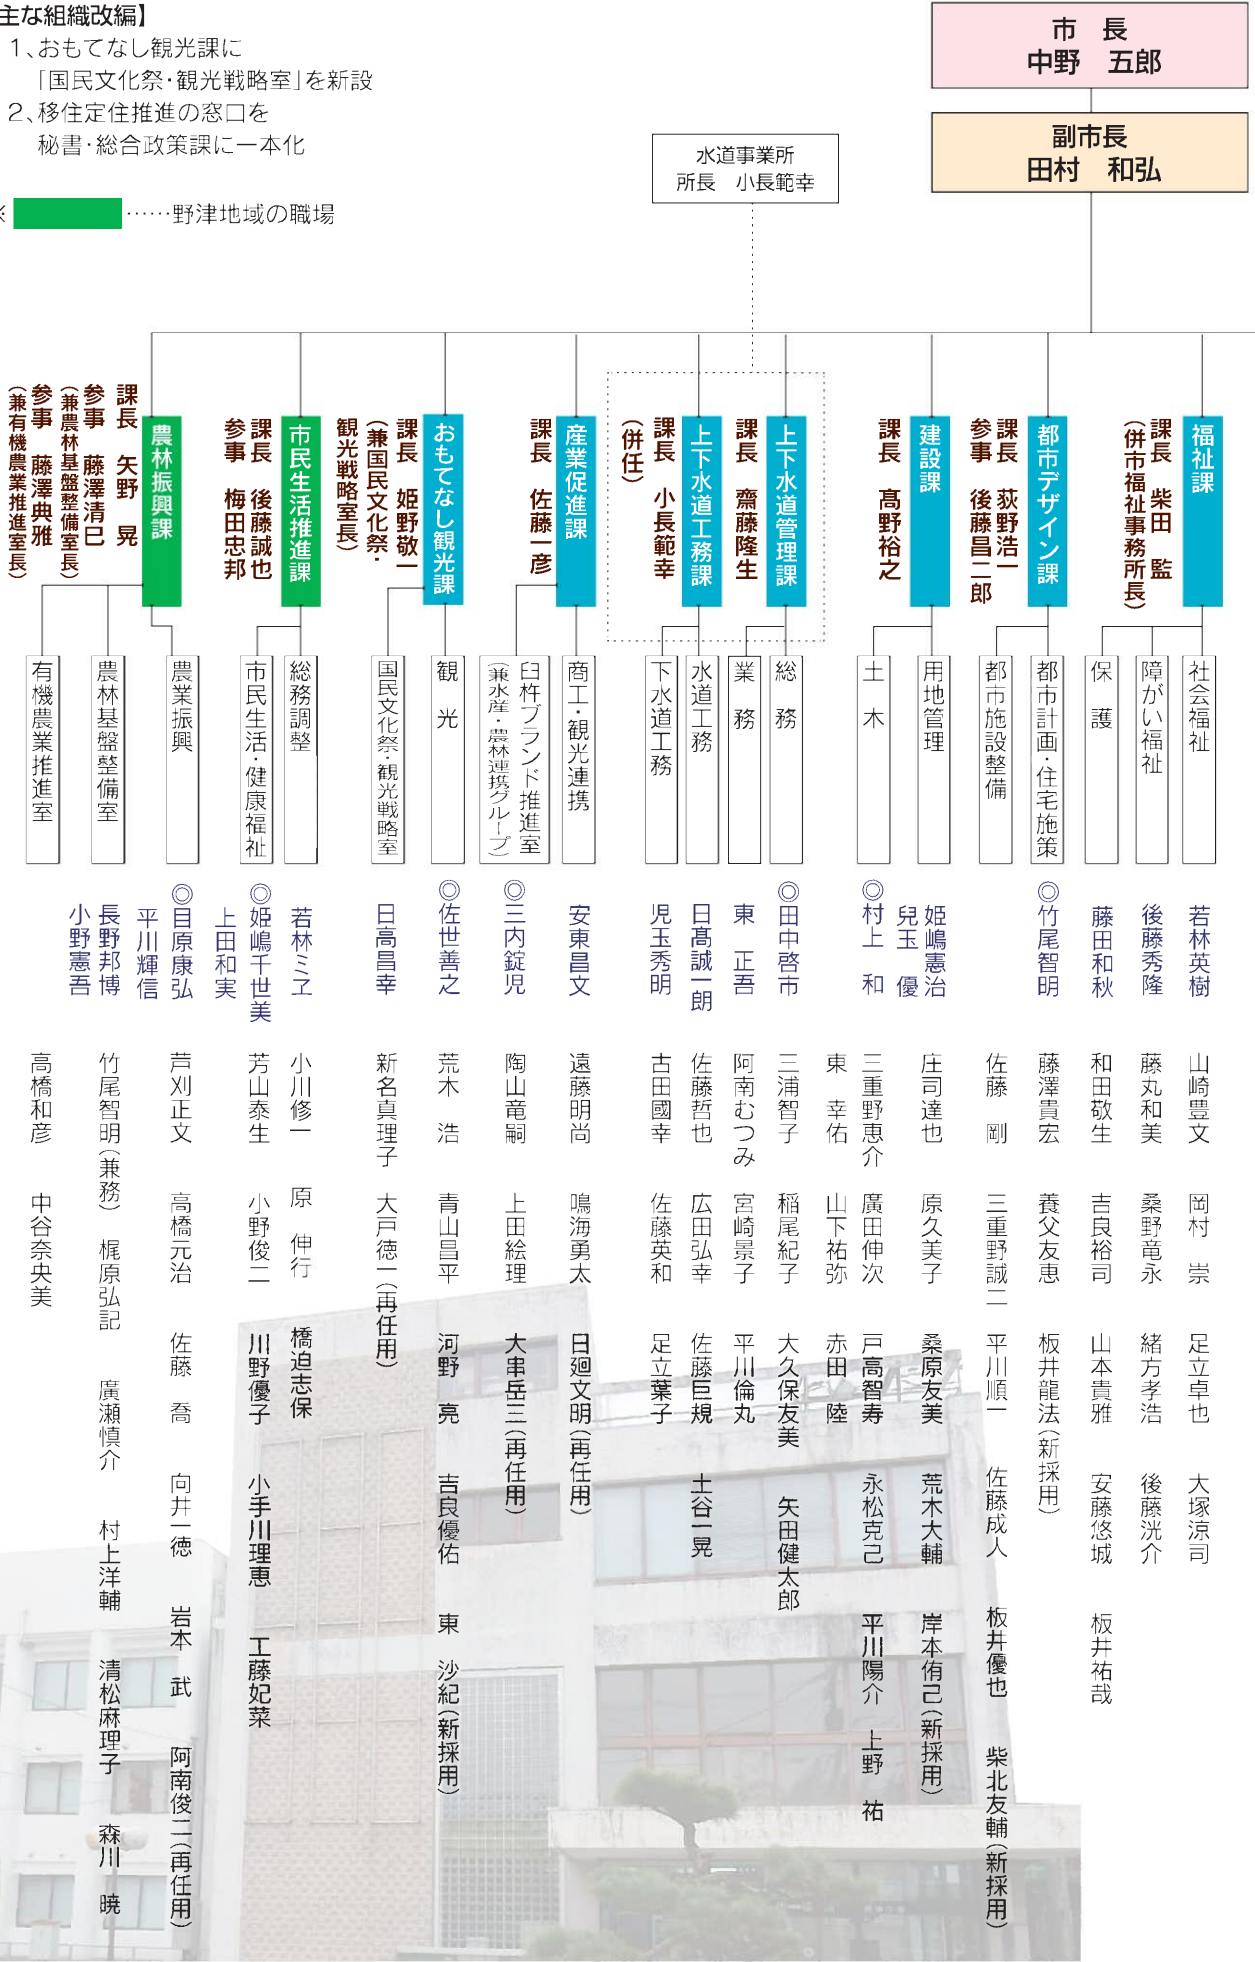 主な組織改編】
1、おもてなし観光課に
「国民文化祭・観光戦略室」を新設
2、移住定住推進の窓口を
秘書・総合政策課に一本化
※
……野津地域の職場
市 長
中野 五郎
副市長
田村 和弘
水道事業所
所長 小長範幸
福祉課
課長 柴田 監
(併市福祉事務所長)
都市デザイン課
課長 荻野浩一
参事 後藤昌二郎
建設課
課長 髙野裕之
上下水道管理課
課長 齋藤隆生
上下水道工務課
課長 小長範幸
(併任)
産業促進課
課長 佐藤一彦
おもてなし観光課
課長 姫野敬一
(兼国民文化祭・
観光戦略室長)
市民生活推進課
課長 後藤誠也
参事 梅田忠邦
農林振興課
課長 矢野 晃
参事 藤澤清巳
(兼農林基盤整備室長)
参事 藤澤典雅
(兼有機農業推進室長)
社会福祉
障がい福祉
保 護
都市計画・住宅施策
都市施設整備
用地管理
土 木
総 務
業 務
水道工務
下水道工務
商工・観光連携
臼杵ブランド推進室
(兼水産・農林連携グループ)
観 光
国民文化祭・観光戦略室
総務調整
市民生活・健康福祉
農業振興
農林基盤整備室
有機農業推進室
若林英樹
後藤秀隆
藤田和秋
◎竹尾智明
姫嶋憲治
兒玉 優
◎村上 和
◎田中啓市
東 正吾
日髙誠一朗
児玉秀明
安東昌文
◎三内錠児
◎佐世善之
日高昌幸
若林ミヱ
◎姫嶋千世美
上田和実
◎目原康弘
平川輝信
長野邦博
小野憲吾
山崎豊文 岡村 崇 足立卓也 大塚涼司
藤丸和美 桑野竜永 緒方孝浩 後藤洸介
和田敬生 吉良裕司 山本貴雅 安藤悠城 板井祐哉
藤澤貴宏 養父友恵 板井龍法(新採用)
佐藤 剛 三重野誠二 平川順一 佐藤成人 板井優也 柴北友輔(新採用)
庄司達也 原久美子 桑原友美 荒木大輔 岸本侑己(新採用)
三重野恵介 廣田伸次 戸高智寿 永松克己 平川陽介 上野 祐
東 幸佑 山下祐弥 赤田 陸
三浦智子 稲尾紀子 大久保友美 矢田健太郎
阿南むつみ 宮崎景子 平川倫丸
佐藤哲也 広田弘幸 佐藤巨規 土谷一晃
古田國幸 佐藤英和 足立葉子
遠藤明尚 鳴海勇太 日廻文明(再任用)
陶山竜嗣 上田絵理 大串岳三(再任用)
荒木 浩 青山昌平 河野 亮 吉良優佑 東 沙紀(新採用)
新名真理子 大戸徳一(再任用)
小川修一 原 伸行 橋迫志保
芳山泰生 小野俊二 川野優子 小手川理恵 工藤妃菜
芦刈正文 高橋元治 佐藤 喬 向井一徳 岩本 武 阿南俊二(再任用)
竹尾智明(兼務) 梶原弘記 廣瀬慎介 村上洋輔 清松麻理子 森川 暁
高橋和彦 中谷奈央美